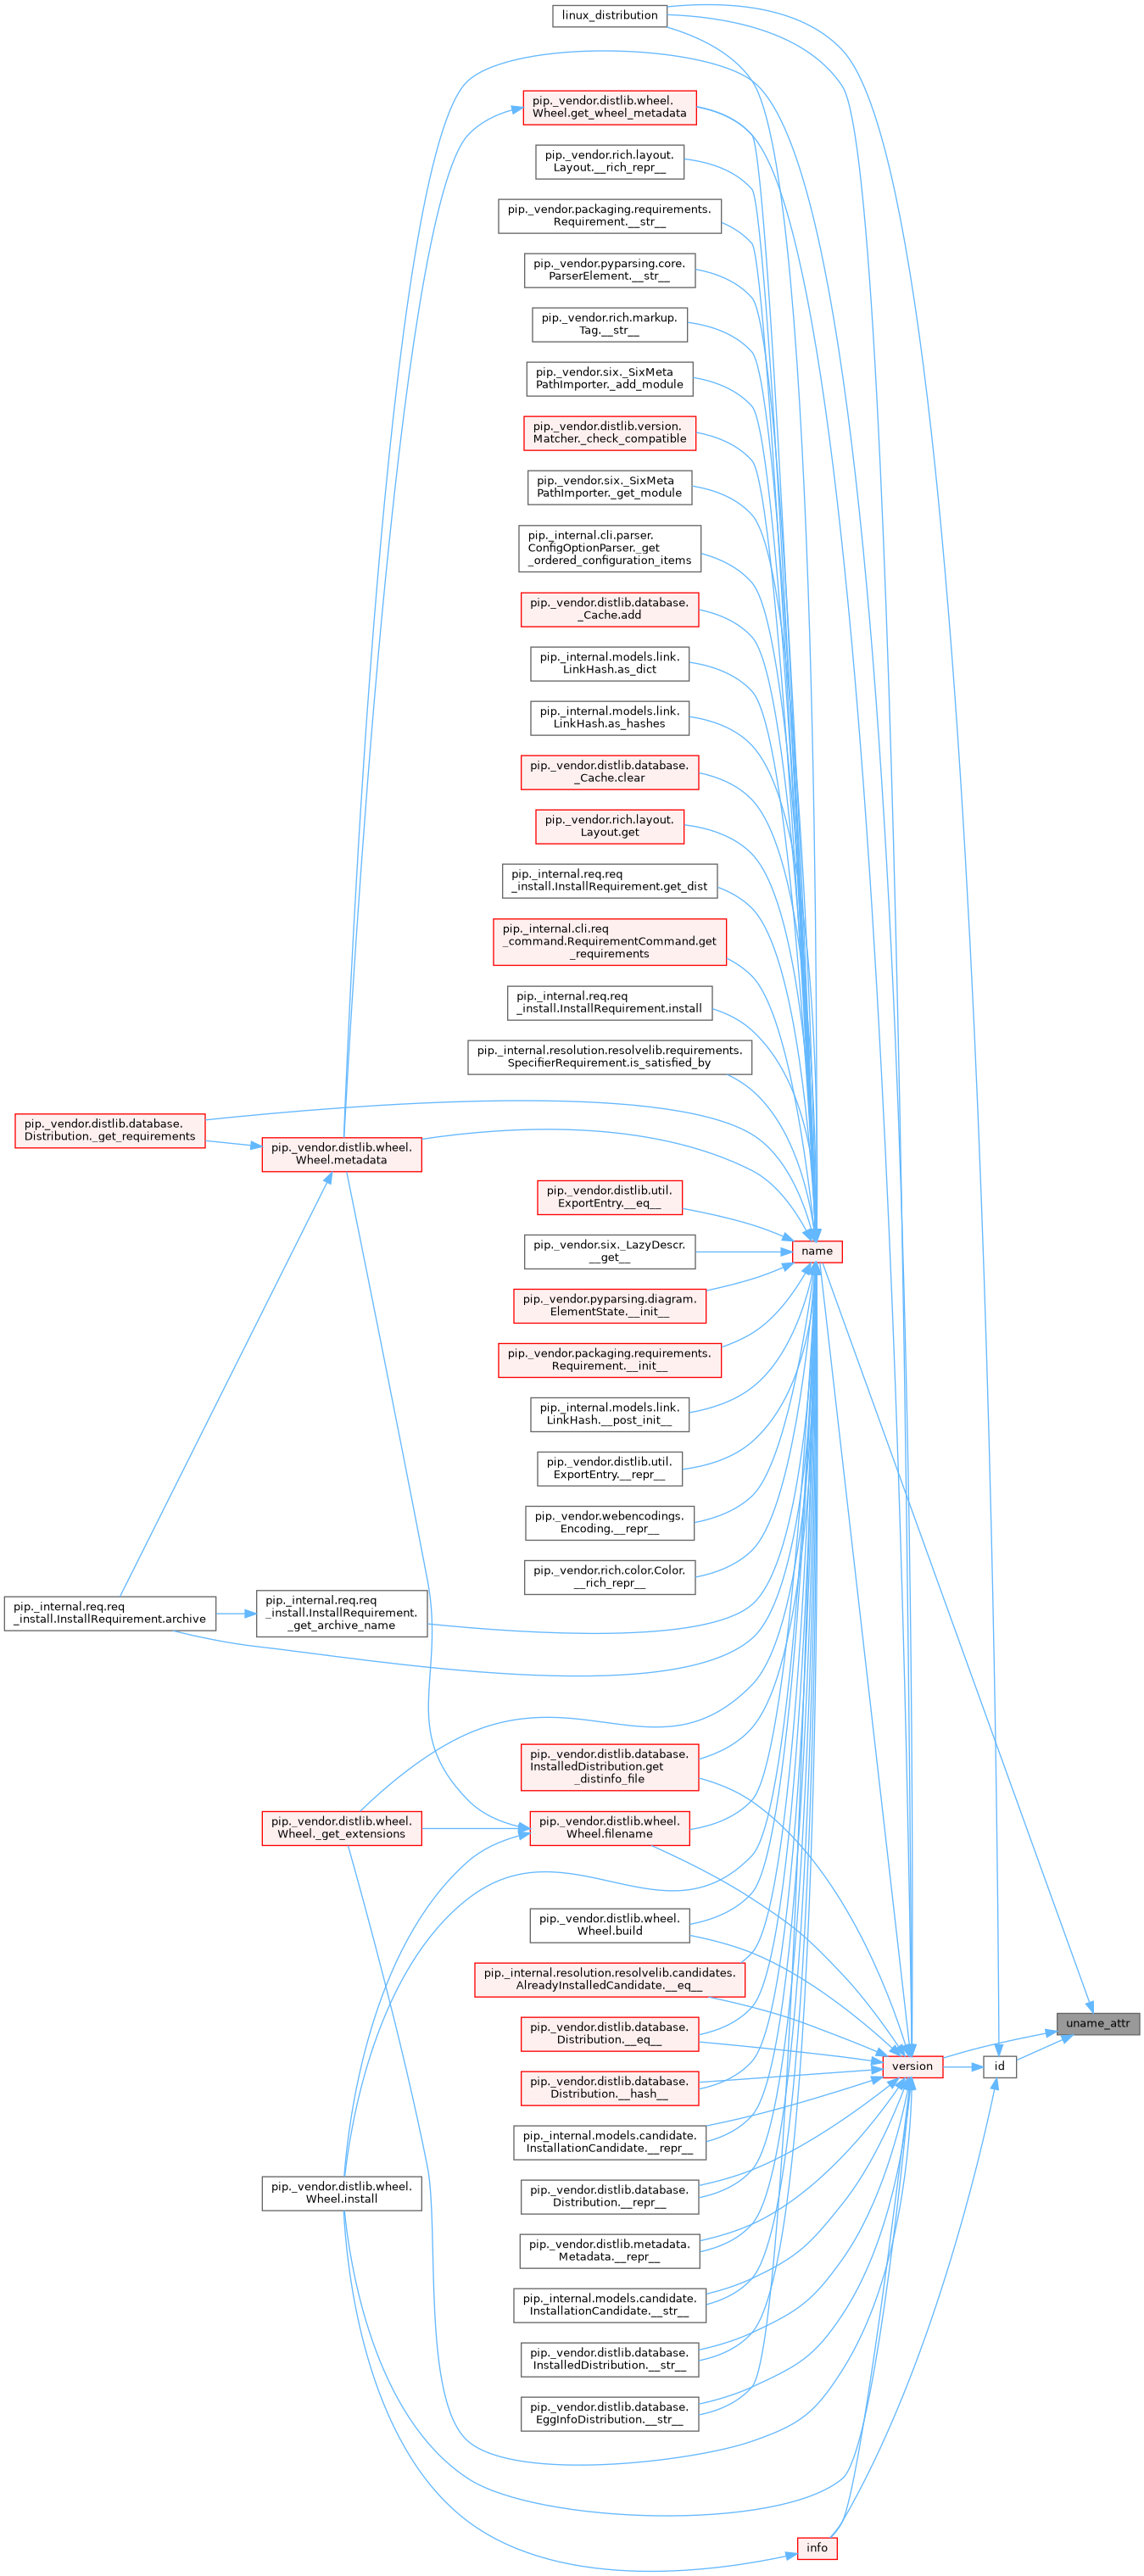 linux_distribution
pip._vendor.distlib.wheel.
Wheel.get_wheel_metadata
pip._vendor.rich.layout.
Layout.__rich_repr__
pip._vendor.packaging.requirements.
Requirement.__str__
pip._vendor.pyparsing.core.
ParserElement.__str__
pip._vendor.rich.markup.
Tag.__str__
pip._vendor.six._SixMeta
PathImporter._add_module
pip._vendor.distlib.version.
Matcher._check_compatible
pip._vendor.six._SixMeta
PathImporter._get_module
pip._internal.cli.parser.
ConfigOptionParser._get
_ordered_configuration_items
pip._vendor.distlib.database.
_Cache.add
pip._internal.models.link.
LinkHash.as_dict
pip._internal.models.link.
LinkHash.as_hashes
pip._vendor.distlib.database.
_Cache.clear
pip._vendor.rich.layout.
Layout.get
pip._internal.req.req
_install.InstallRequirement.get_dist
pip._internal.cli.req
_command.RequirementCommand.get
_requirements
pip._internal.req.req
_install.InstallRequirement.install
pip._internal.resolution.resolvelib.requirements.
SpecifierRequirement.is_satisfied_by
pip._vendor.distlib.database.
Distribution._get_requirements
pip._vendor.distlib.wheel.
Wheel.metadata
pip._vendor.distlib.util.
ExportEntry.__eq__
pip._vendor.six._LazyDescr.
__get__
name
pip._vendor.pyparsing.diagram.
ElementState.__init__
pip._vendor.packaging.requirements.
Requirement.__init__
pip._internal.models.link.
LinkHash.__post_init__
pip._vendor.distlib.util.
ExportEntry.__repr__
pip._vendor.webencodings.
Encoding.__repr__
pip._vendor.rich.color.Color.
__rich_repr__
pip._internal.req.req
_install.InstallRequirement.archive
pip._internal.req.req
_install.InstallRequirement.
_get_archive_name
pip._vendor.distlib.database.
InstalledDistribution.get
_distinfo_file
pip._vendor.distlib.wheel.
Wheel._get_extensions
pip._vendor.distlib.wheel.
Wheel.filename
pip._vendor.distlib.wheel.
Wheel.build
pip._internal.resolution.resolvelib.candidates.
AlreadyInstalledCandidate.__eq__
pip._vendor.distlib.database.
Distribution.__eq__
uname_attr
version
id
pip._vendor.distlib.database.
Distribution.__hash__
pip._internal.models.candidate.
InstallationCandidate.__repr__
pip._vendor.distlib.wheel.
Wheel.install
pip._vendor.distlib.database.
Distribution.__repr__
pip._vendor.distlib.metadata.
Metadata.__repr__
pip._internal.models.candidate.
InstallationCandidate.__str__
pip._vendor.distlib.database.
InstalledDistribution.__str__
pip._vendor.distlib.database.
EggInfoDistribution.__str__
info